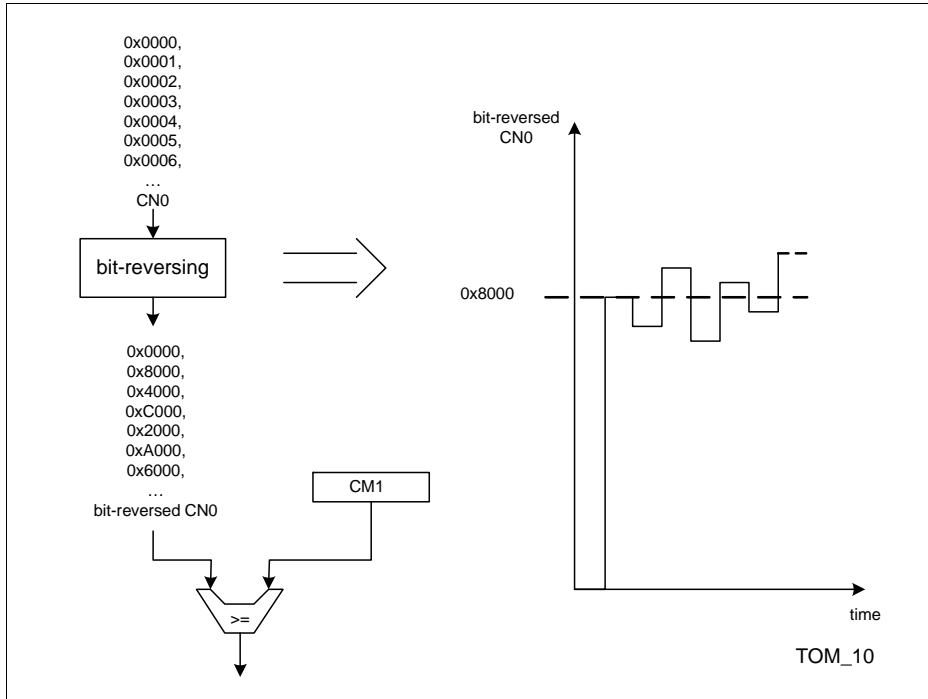 0x0000,
0x0001,
0x0002,
0x0003,
0x0004,
0x0005,
0x0006,
...
CN0
bit-reversing
0x0000,
0x8000,
0x4000,
0xC000,
0x2000,
0xA000,
0x6000,
...
bit-reversed CN0
CM1
>=
bit-reversed
CN0
0x8000
time
TOM_10